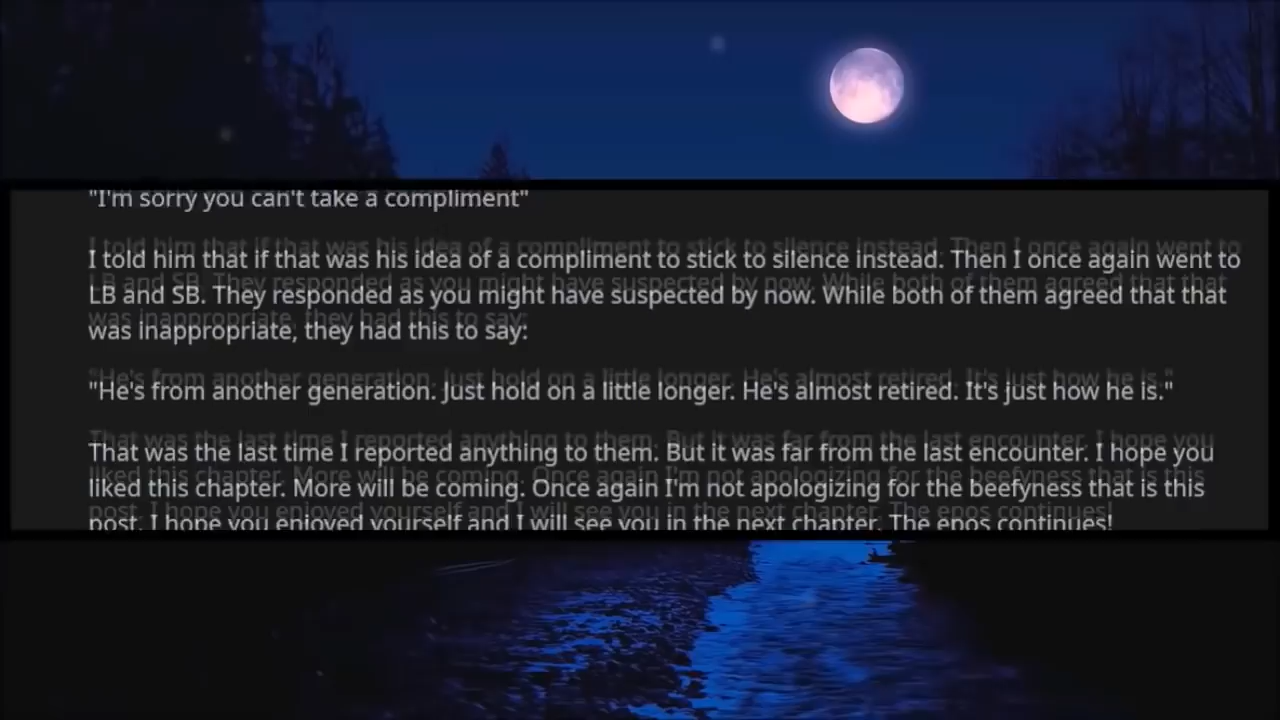 "I'm sorry you can't take a compliment"
I told him that if that was his idea of a compliment to stick to silence instead. Then I once again went to
LB and SB. They responded as you might have suspected by now. While both of them agreed that that
was inappropriate, they had this to say:
"He's from another generation. Just hold on a little longer. He's almost retired. It's just how he is."
That was the last time I reported anything to them. But it was far from the last encounter. I hope you
liked this chapter. More will be coming. Once again I'm not apologizing for the beefyness that is this
post. I hope you enjoyed yourself and I will see you in the next chapter. The epos continues!